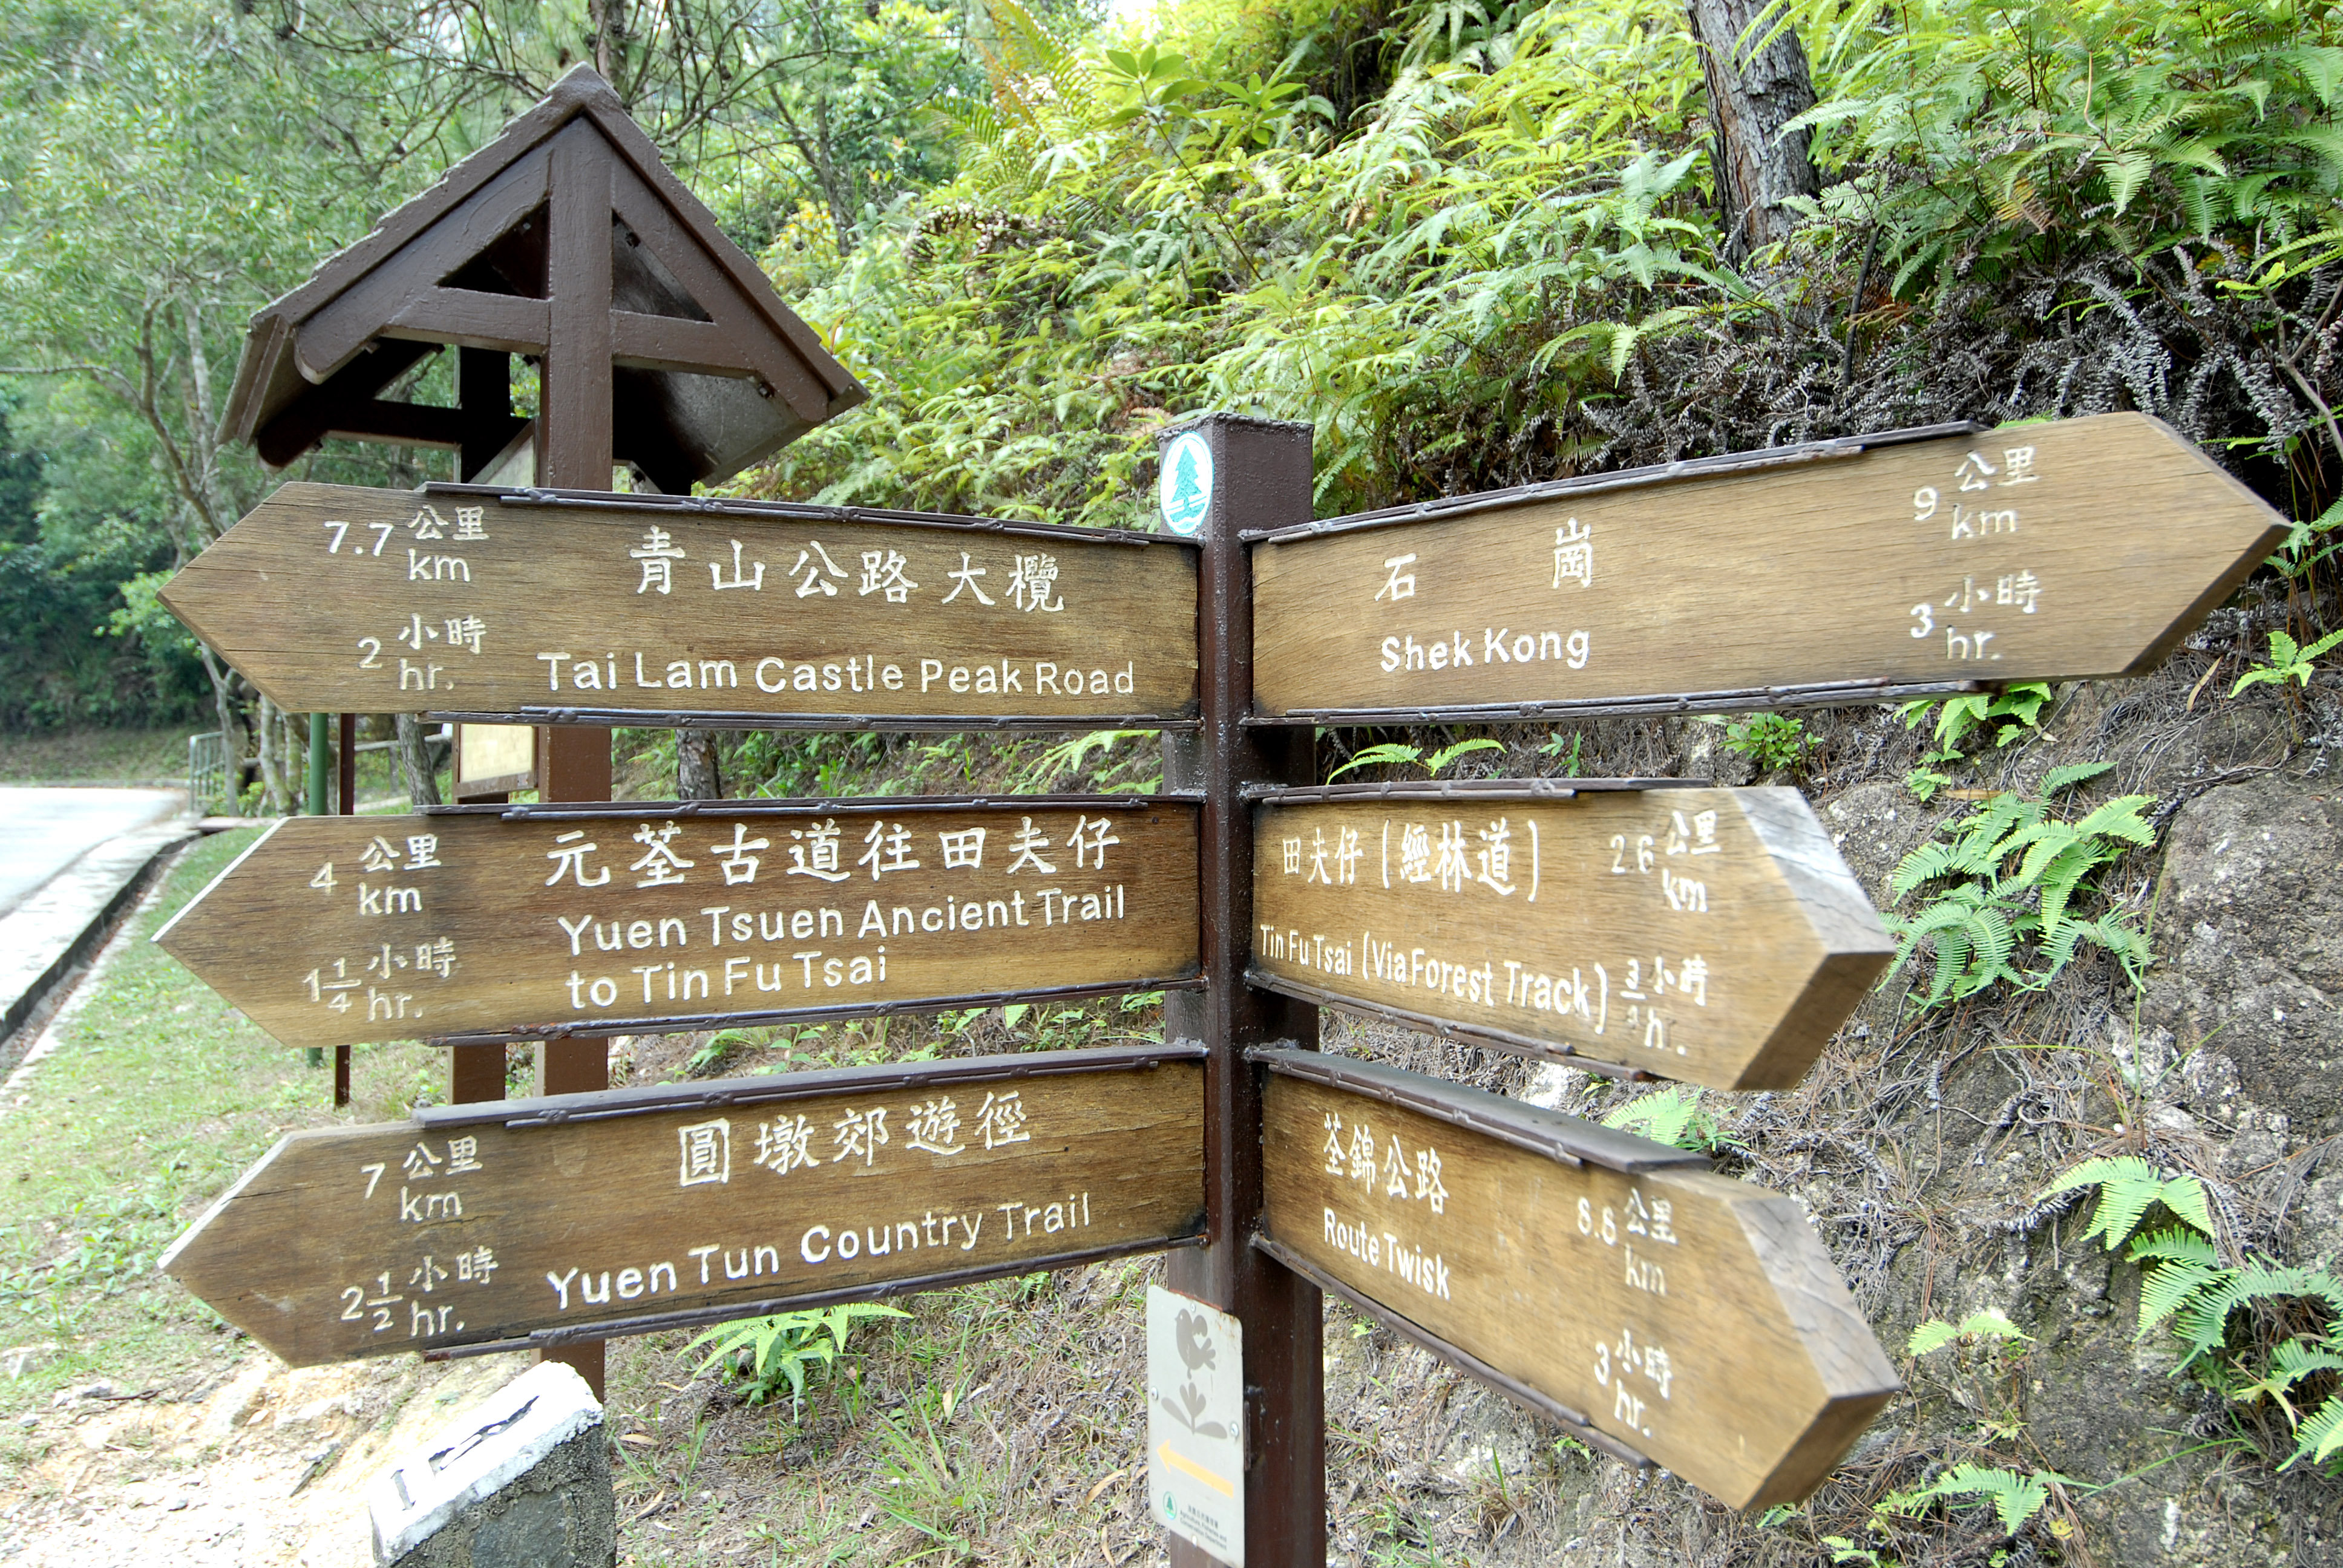 7.7 公里
km
2 小時
hr.
青山公路大欖
Tai Lam Castle Peak Road
石崗
Shek Kong
9 公里
km
3 小時
hr.
4 公里
km
1 1/4 小時
hr.
元荃古道往田夫仔
Yuen Tsuen Ancient Trail
to Tin Fu Tsai
田夫仔 (經林道)
Tin Fu Tsai (Via Forest Track)
2.6 公里
km
3/4 小時
hr.
7 公里
km
2 1/2 小時
hr.
圓墩郊遊徑
Yuen Tun Country Trail
荃錦公路
Route Twisk
公里
km
3 小時
hr.